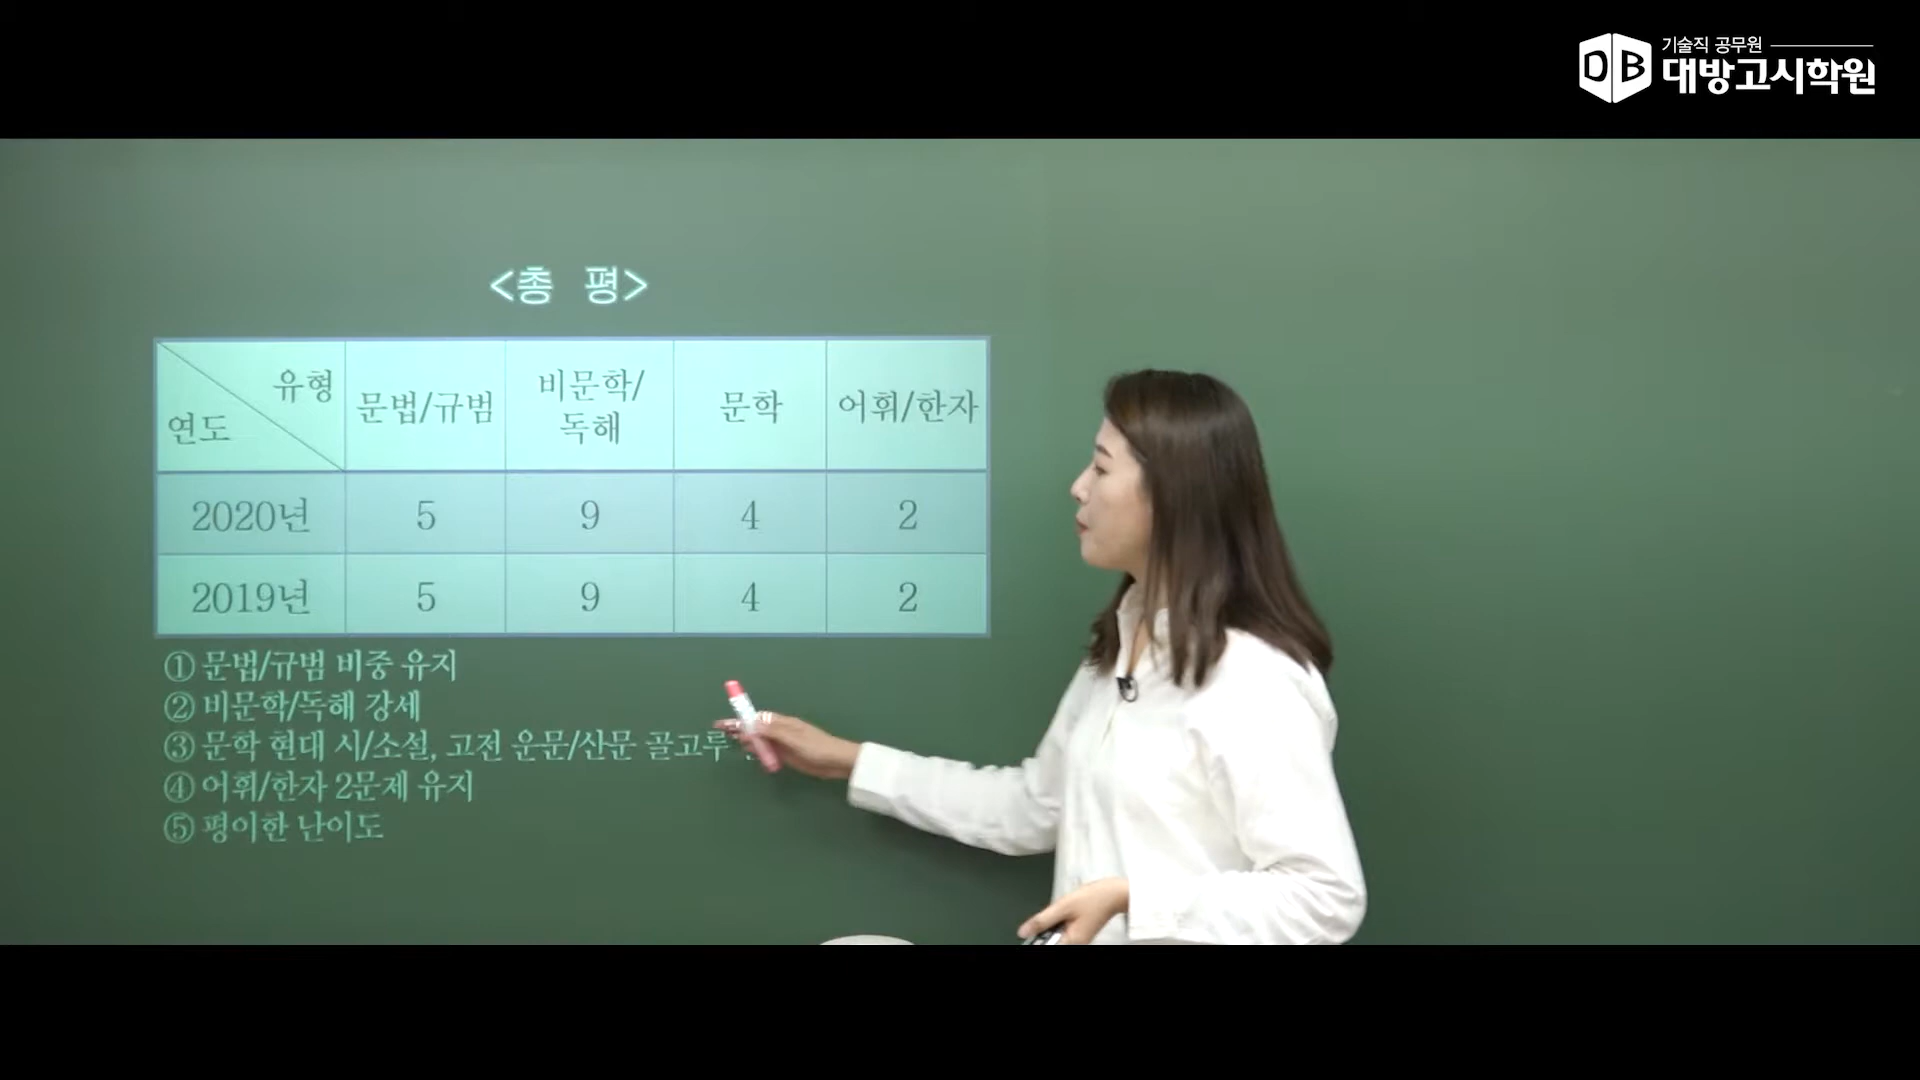 기술직 공무원
DB 대방고시학원
<총 평>
유형
연도
문법/규범
비문학/
독해
문학
어휘/한자
2020년 5 9 4 2
2019년 5 9 4 2
① 문법/규범 비중 유지
② 비문학/독해 강세
③ 문학 현대 시/소설, 고전 운문/산문 골고루
④ 어휘/한자 2문제 유지
⑤ 평이한 난이도